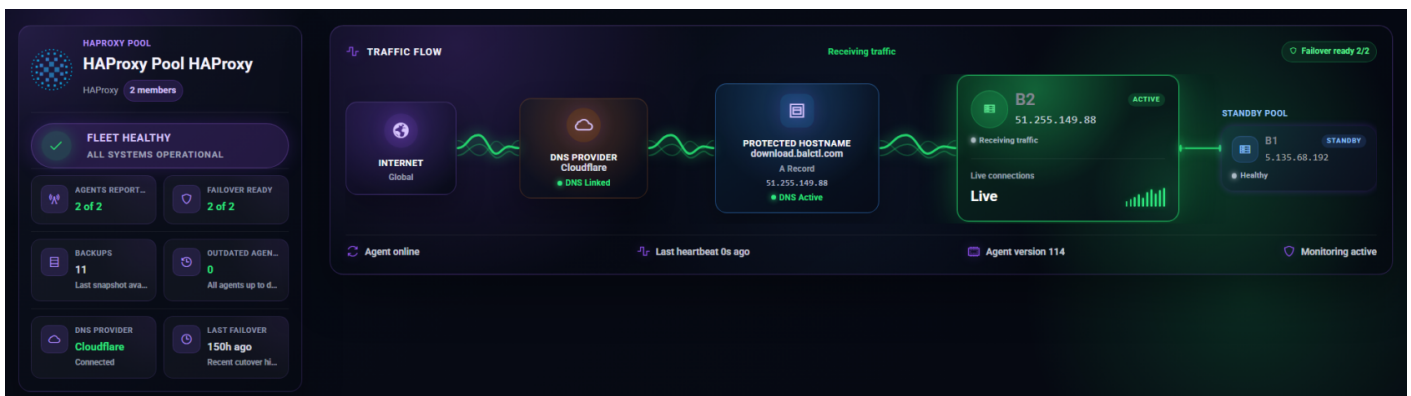 HAPROXY POOL
HAProxy Pool HAProxy
HAProxy 2 members
FLEET HEALTHY
ALL SYSTEMS OPERATIONAL
AGENTS REPORT...
2 of 2
FAILOVER READY
2 of 2
BACKUPS
11
Last snapshot ava...
OUTDATED AGEN...
0
All agents up to d...
DNS PROVIDER
Cloudflare
Connected
LAST FAILOVER
150h ago
Recent cutover hi...
TRAFFIC FLOW
Receiving traffic
Failover ready 2/2
INTERNET
Global
DNS PROVIDER
Cloudflare
DNS Linked
PROTECTED HOSTNAME
download.balctl.com
A Record
51.255.149.88
DNS Active
B2
ACTIVE
51.255.149.88
Receiving traffic
Live connections
Live
STANDBY POOL
B1
STANDBY
5.135.68.192
Healthy
Agent online
Last heartbeat 0s ago
Agent version 114
Monitoring active